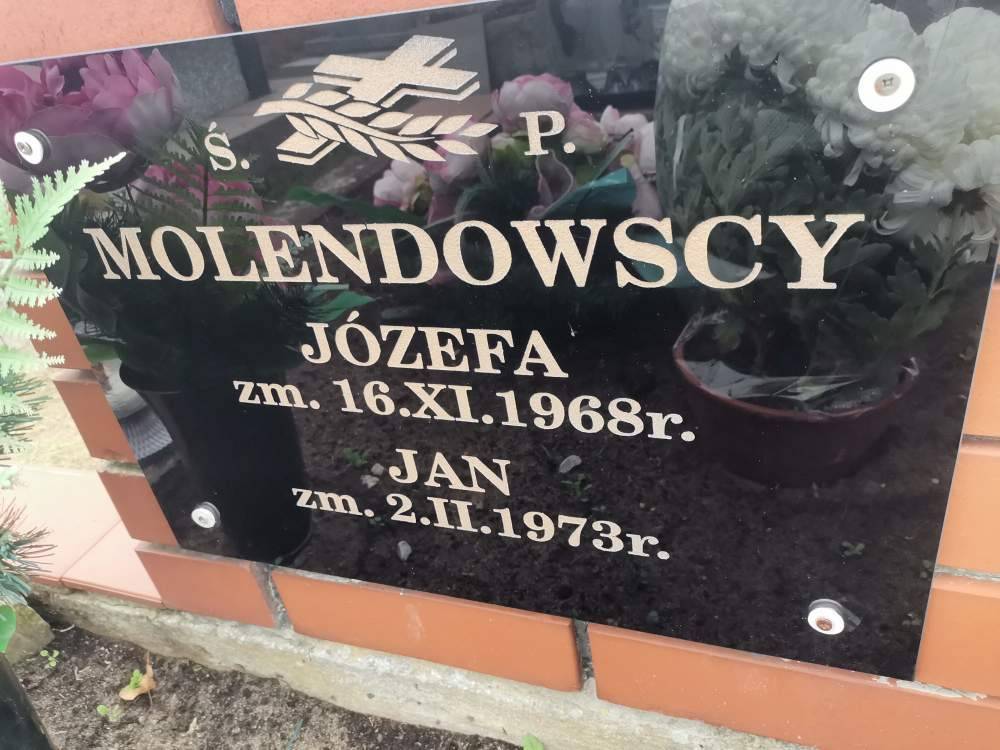 Ś. P.
MOLENDOWSCY
JÓZEFA
zm. 16.XI.1968r.
JAN
zm. 2.II.1973r.